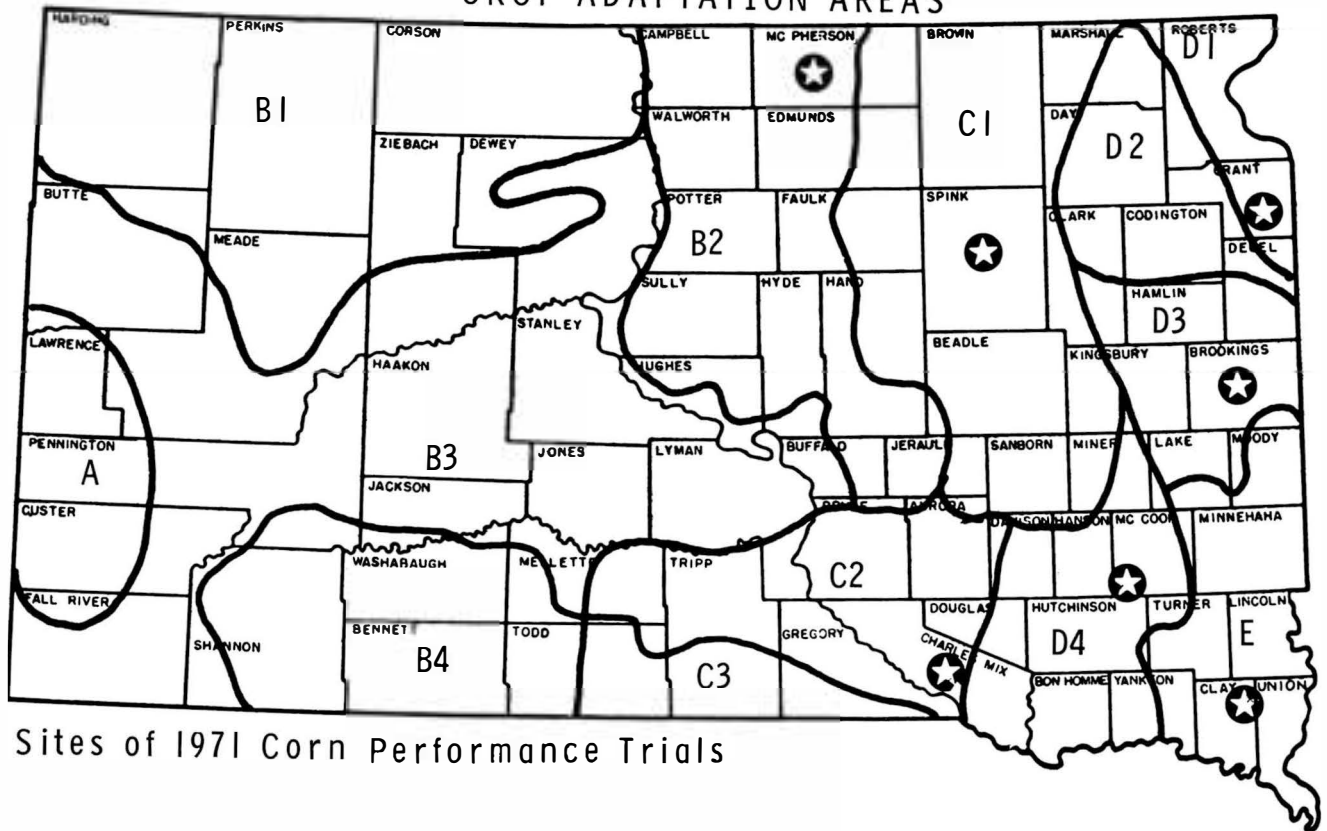 CROP ADAPTATION AREAS
HARDING
PERKINS
CORSON
CAMPBELL
MC PHERSON
BROWN
MARSHALL
ROBERTS
D1
B1
WALWORTH
EDMUNDS
C1
DAY
D2
ZIEBACH
DEWEY
GRANT
BUTTE
POTTER
FAULK
SPINK
CLARK
CODINGTON
MEADE
B2
DEUEL
SULLY
HYDE
HAND
HAMLIN
D3
STANLEY
LAWRENCE
HAAKON
HUGHES
BEADLE
KINGSBURY
BROOKINGS
PENNINGTON
A
B3
JONES
LYMAN
BUFFALO
JERAULD
SANBORN
MINER
LAKE
MOODY
JACKSON
CUSTER
BRULE
AURORA
DAVISON
HANSON
MC COOK
MINNEHAHA
WASHABAUGH
MELLETTE
TRIPP
C2
FALL RIVER
SHANNON
BENNET
B4
TODD
C3
GREGORY
DOUGLAS
CHARLES MIX
HUTCHINSON
D4
TURNER
LINCOLN
E
BON HOMME
YANKTON
CLAY
UNION
Sites of 1971 Corn Performance Trials